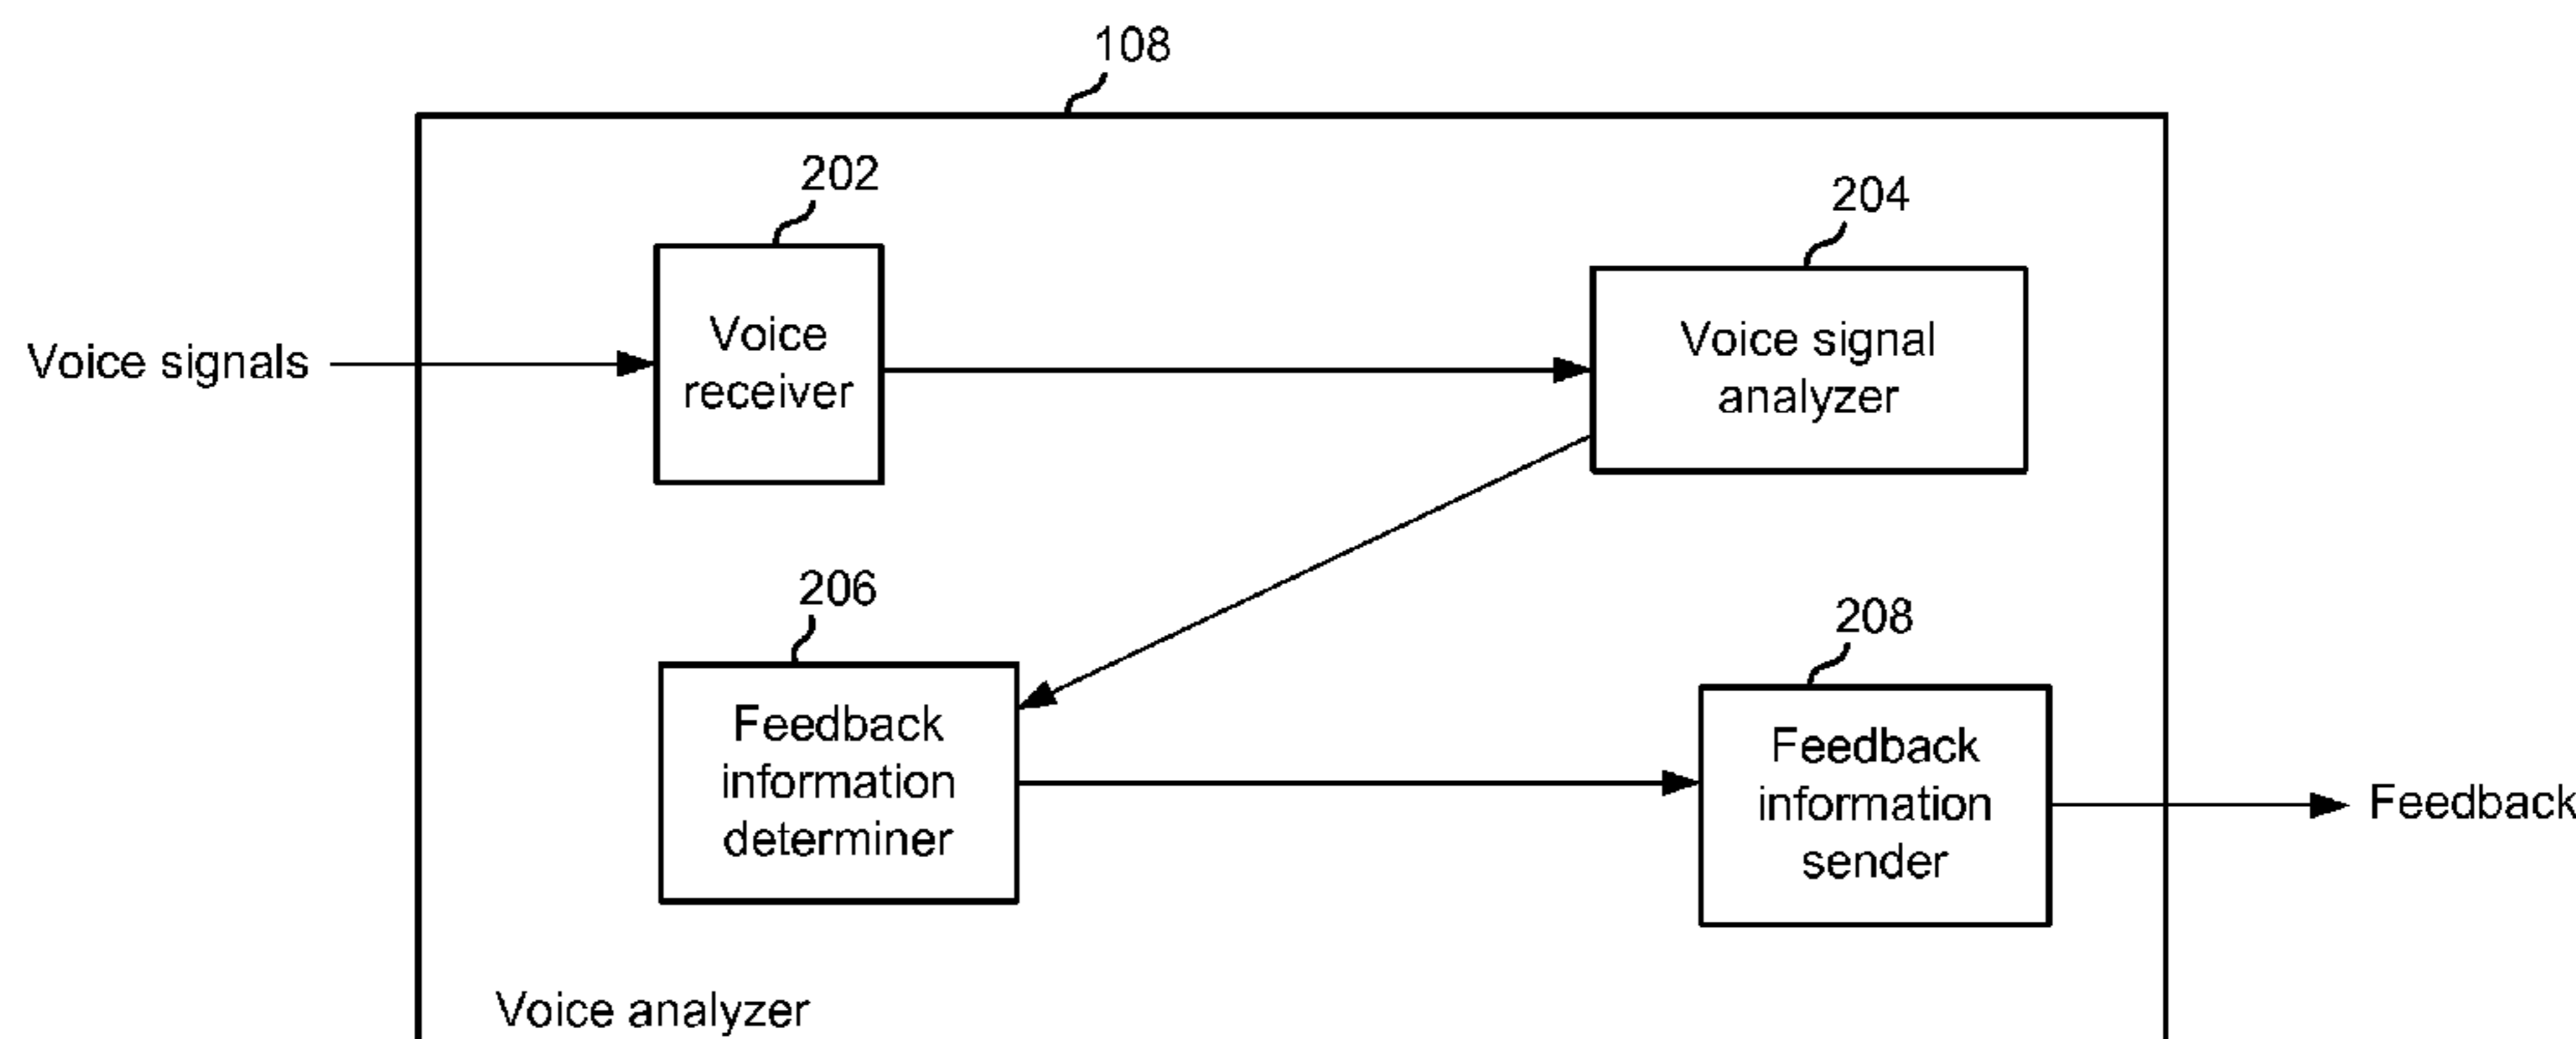 108
202
204
Voice signals
Voice
receiver
Voice signal
analyzer
206
208
Feedback
information
determiner
Feedback
information
sender
Feedback
Voice analyzer